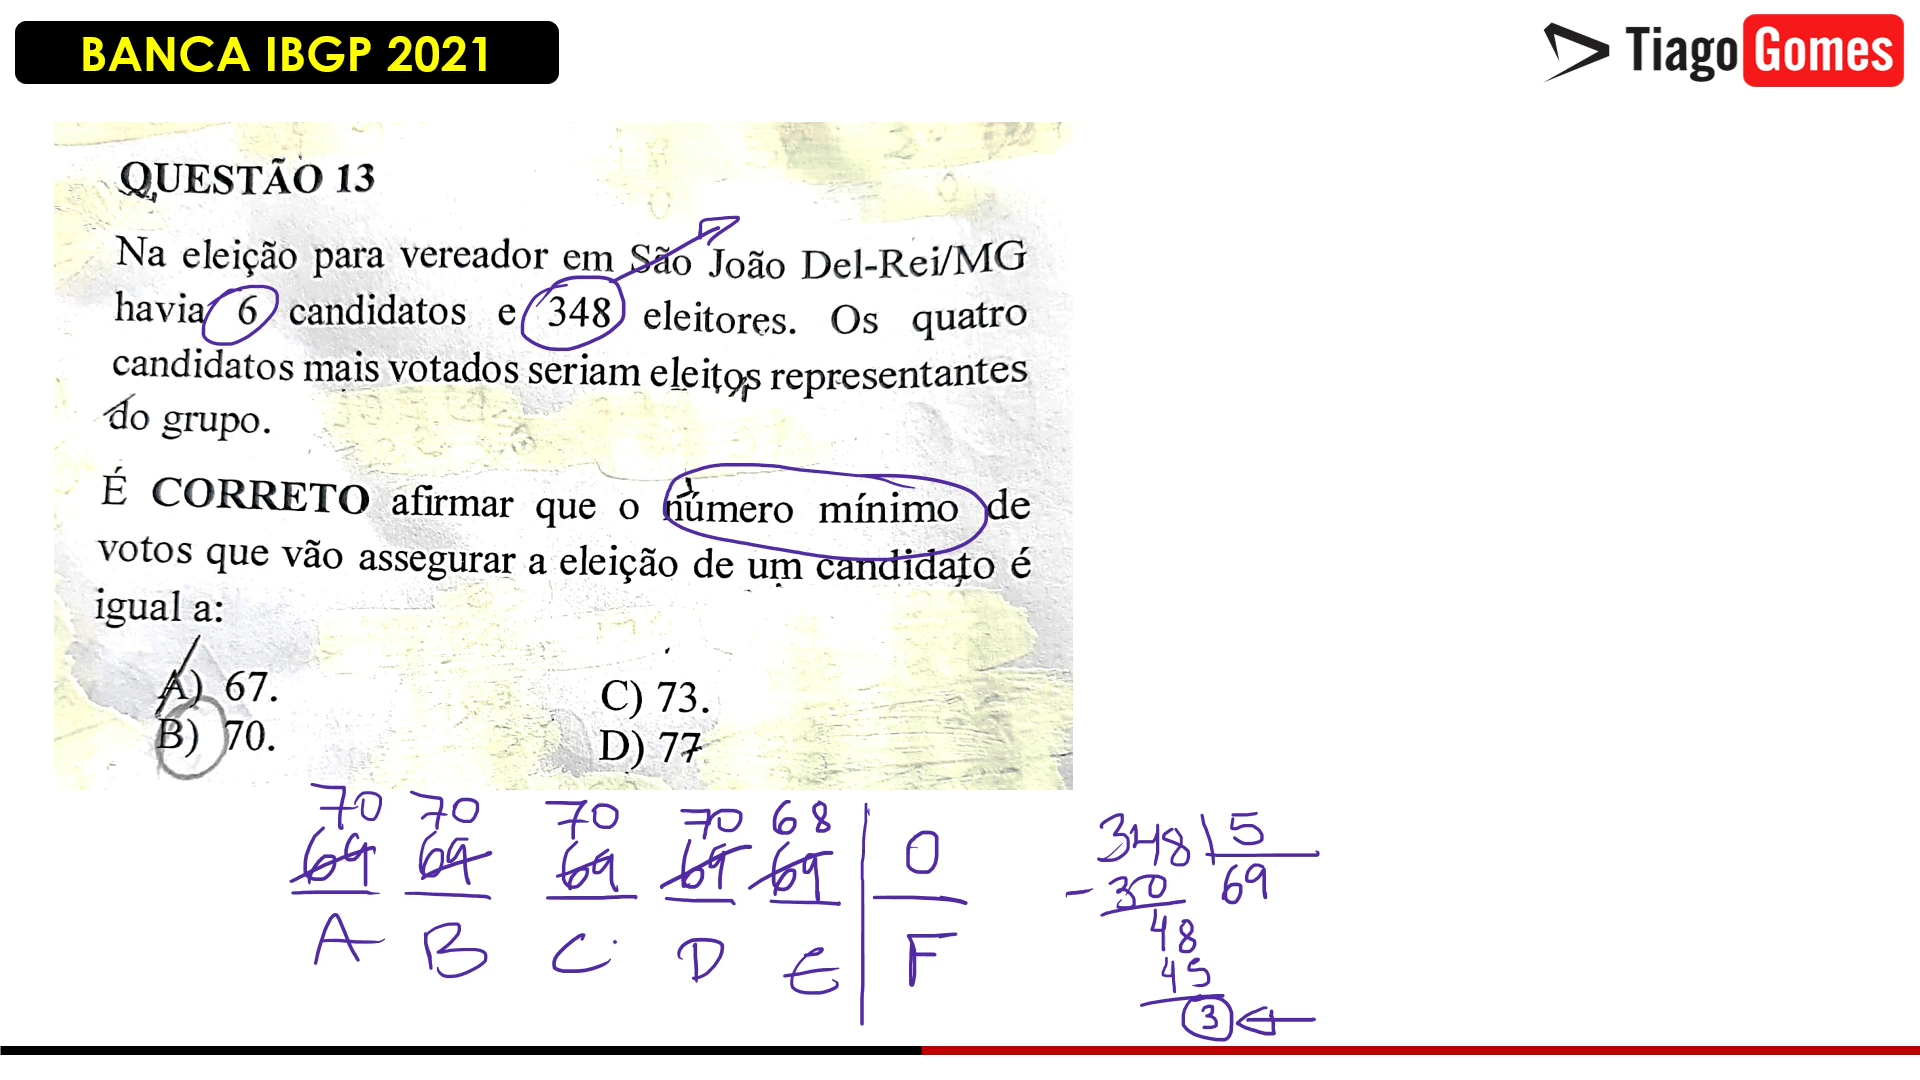 BANCA IBGP 2021
Tiago Gomes
QUESTÃO 13
Na eleição para vereador em São João Del-Rei/MG
havia 6 candidatos e 348 eleitores. Os quatro
candidatos mais votados seriam eleitos representantes
do grupo.
É CORRETO afirmar que o número mínimo de
votos que vão assegurar a eleição de um candidato é
igual a:
A) 67.
B) 70.
C) 73.
D) 77
70 70 70 70 68
69 69 69 69 69 0
A B C D E F
348 5
- 30 69
48
45
3